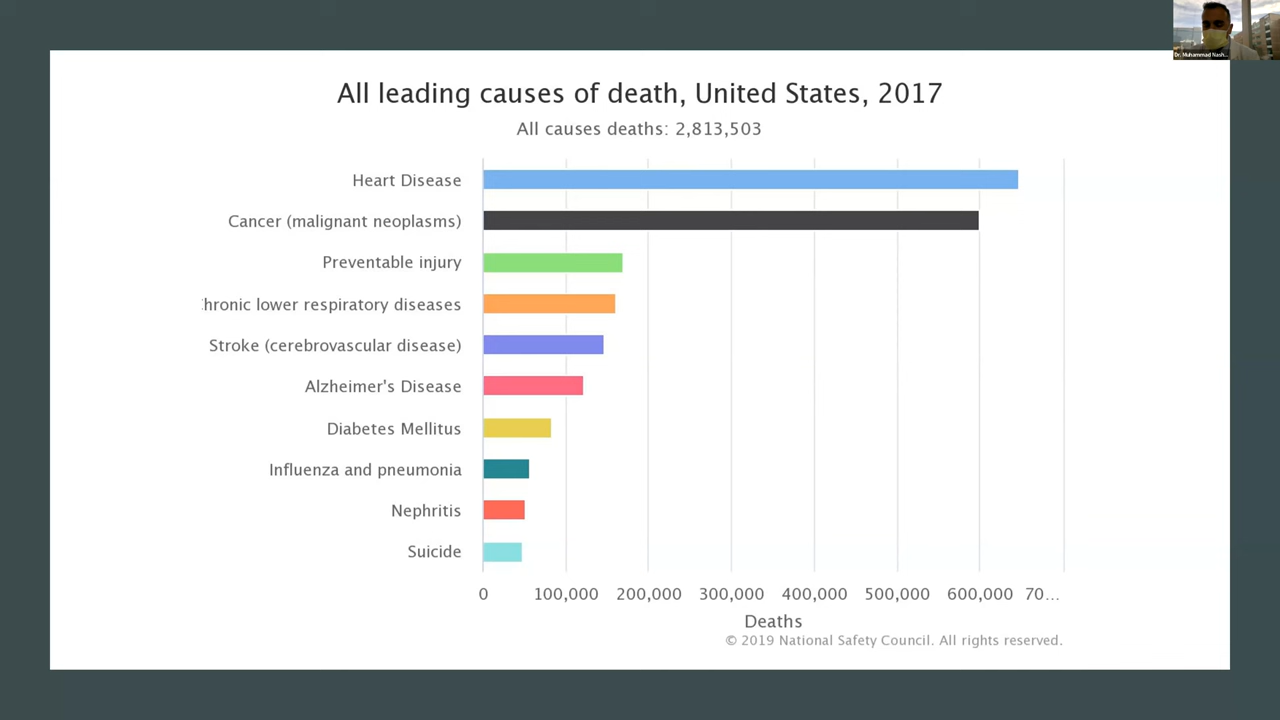 All leading causes of death, United States, 2017
All causes deaths: 2,813,503
Heart Disease
Cancer (malignant neoplasms)
Preventable injury
hronic lower respiratory diseases
Stroke (cerebrovascular disease)
Alzheimer's Disease
Diabetes Mellitus
Influenza and pneumonia
Nephritis
Suicide
0 100,000 200,000 300,000 400,000 500,000 600,000 70...
Deaths
© 2019 National Safety Council. All rights reserved.
Dr. Muhammad Nash...